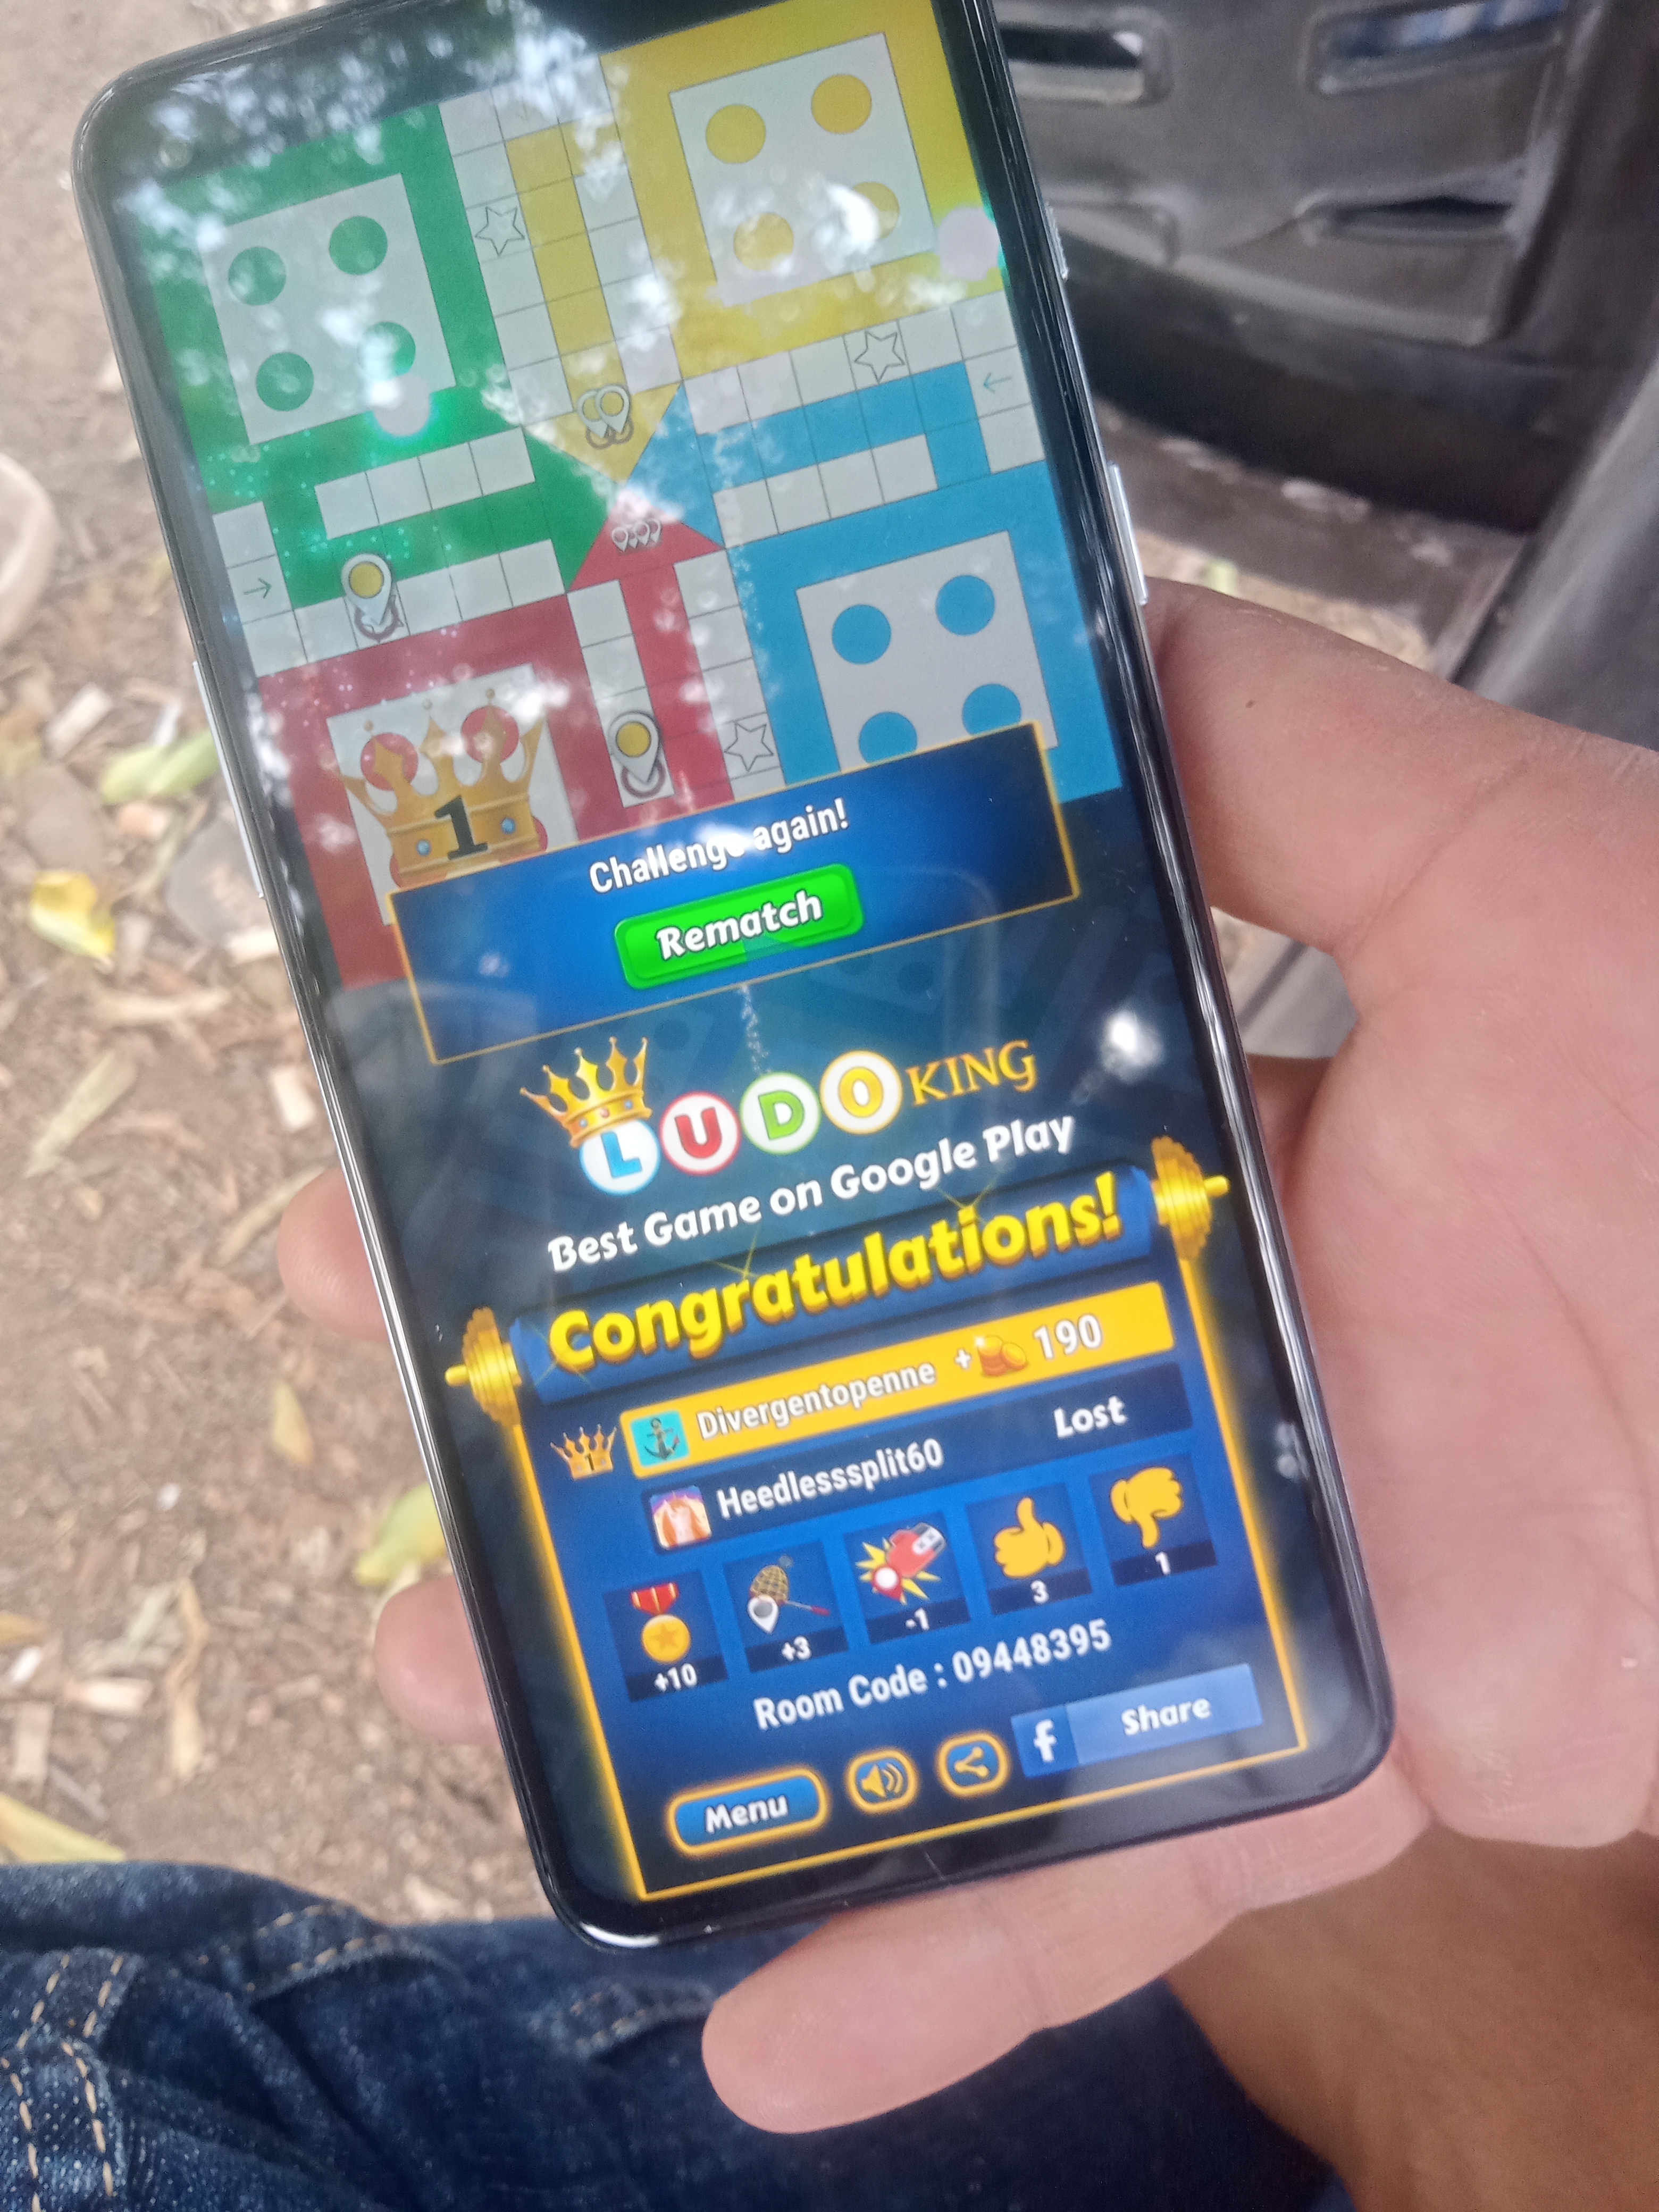 1
Challenge again!
Rematch
LUDO KING
Best Game on Google Play
Congratulations!
1 Divergentopenne + 190
Heedlesssplit60 Lost
+10 +3 -1 3 1
Room Code : 09448395
Menu f Share